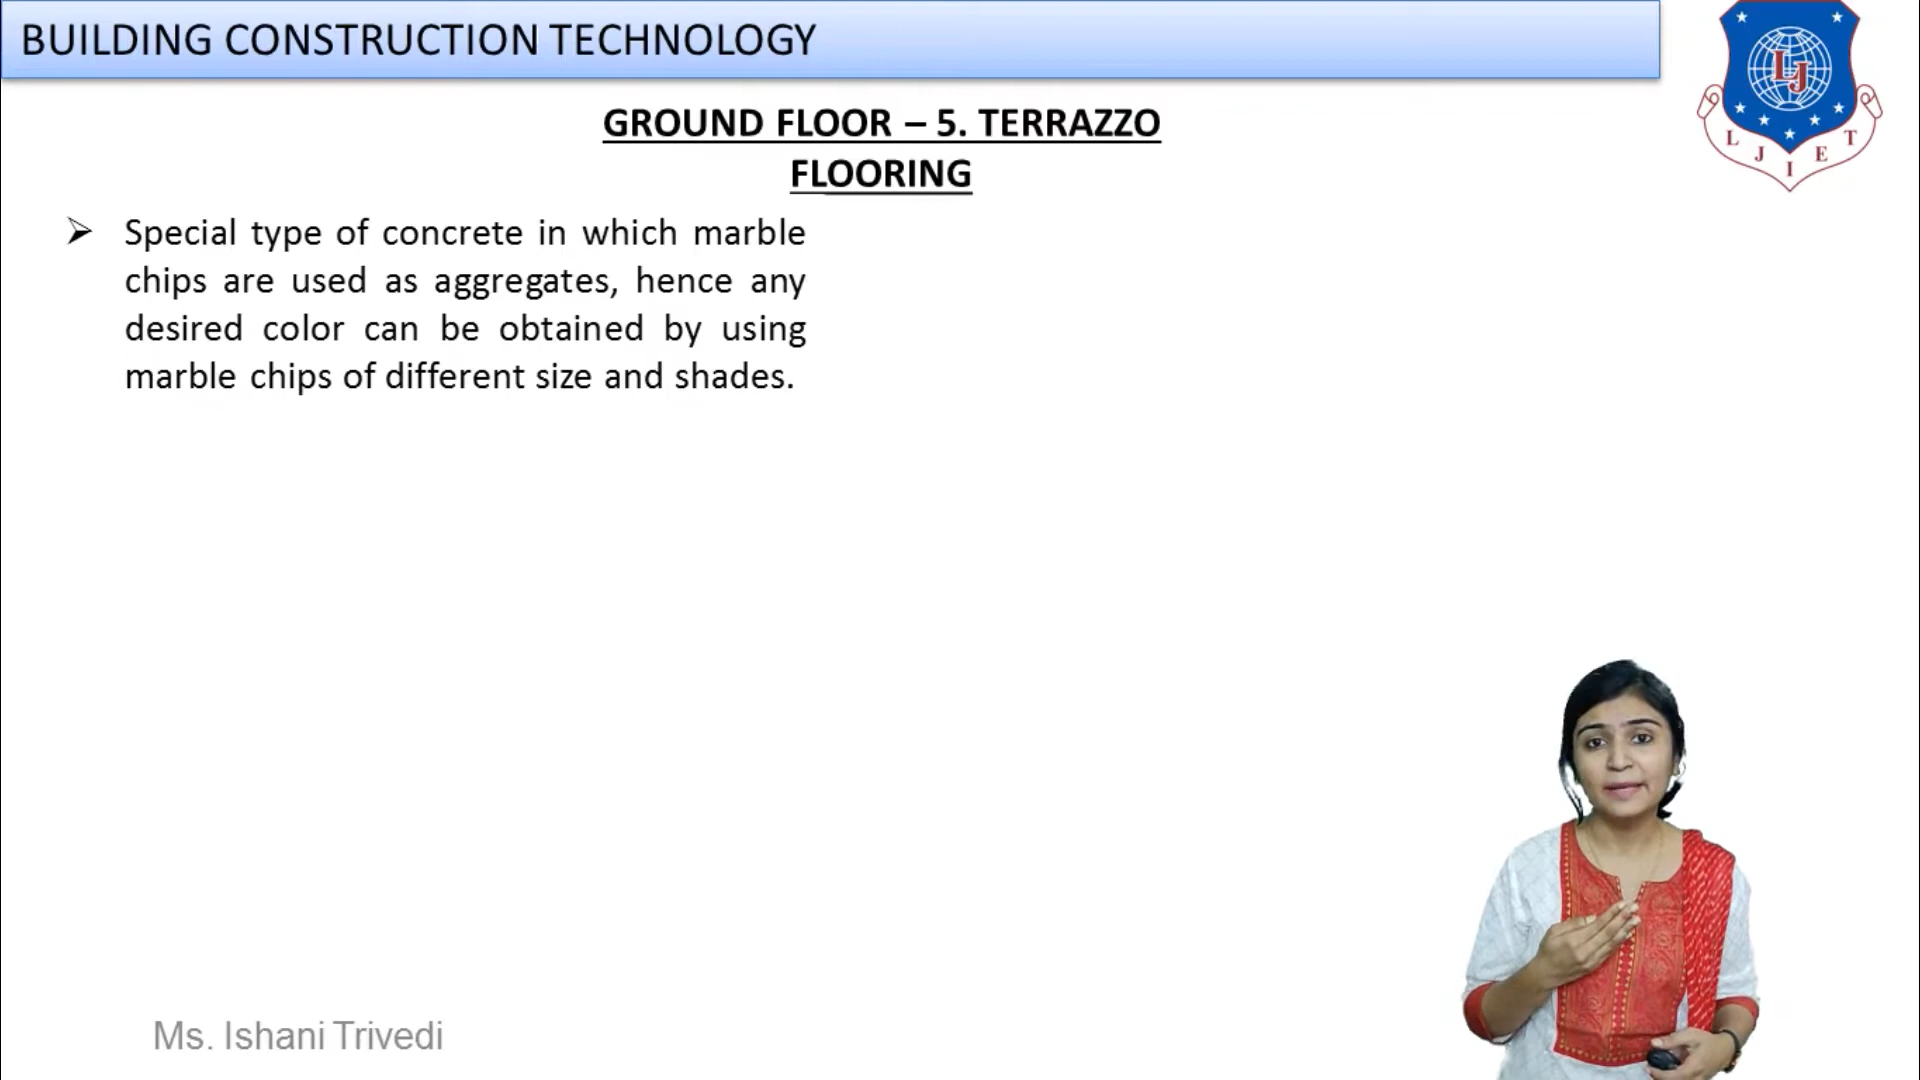 BUILDING CONSTRUCTION TECHNOLOGY
GROUND FLOOR – 5. TERRAZZO
FLOORING
➢ Special type of concrete in which marble
chips are used as aggregates, hence any
desired color can be obtained by using
marble chips of different size and shades.
LJ
L J I E T
Ms. Ishani Trivedi